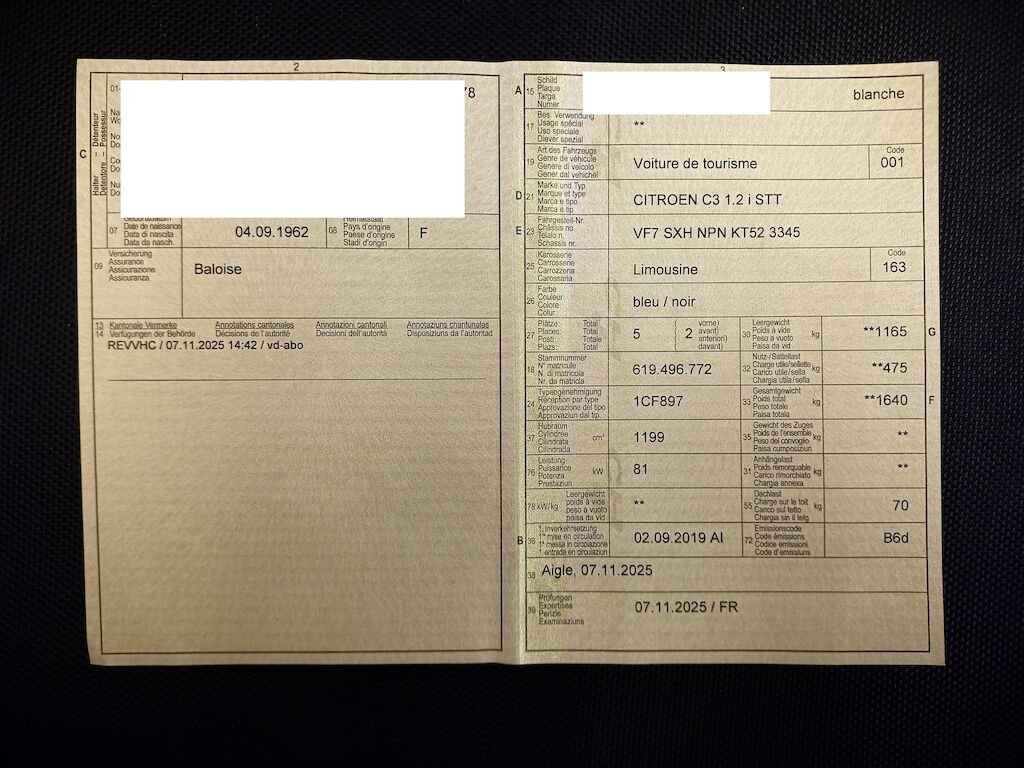 2
C
Halter – Détenteur
Detentore – Possessur
01-
78
07
Geburtsdatum
Date de naissance
Data di nascita
Data da nasch.
04.09.1962
08
Heimatstaat
Pays d'origine
Paese d'origine
Stadi d'origin
F
09
Versicherung
Assurance
Assicurazione
Assicuranza
Baloise
13 Kantonale Vermerke Annotations cantonales Annotazioni cantonali Annotaziuns chantunalas
14 Verfügungen der Behörde Décisions de l'autorité Decisioni dell'autorità Disposiziuns da l'autoritad
REVVHC / 07.11.2025 14:42 / vd-abo
3
A 15
Schild
Plaque
Targa
Numer
blanche
17
Bes. Verwendung
Usage spécial
Uso speciale
Diever spezial
**
19
Art des Fahrzeugs
Genre de véhicule
Genere di veicolo
Gener dal vehichel
Voiture de tourisme
Code
001
D 21
Marke und Typ
Marque et type
Marca e tipo
Marca e tip
CITROEN C3 1.2 i STT
E 23
Fahrgestell-Nr.
Châssis no
Telaio n.
Schassis nr.
VF7 SXH NPN KT52 3345
25
Karosserie
Carrosserie
Carrozzeria
Carossaria
Limousine
Code
163
26
Farbe
Couleur
Colore
Colur
bleu / noir
27
Plätze: Total
Places: Total
Posti: Totale
Plazs: Total
5 ( 2
vorne)
avant)
anteriori)
davant)
30
Leergewicht
Poids à vide
Peso a vuoto
Paisa da vid
kg
**1165
G
18
Stammnummer
N° matricule
N. di matricola
Nr. da matricla
619.496.772
32
Nutz-/Sattellast
Charge utile/sellette
Carico utile/sella
Chargia utila/sella
kg
**475
24
Typengenehmigung
Réception par type
Approvazione del tipo
Approvaziun dal tip
1CF897
33
Gesamtgewicht
Poids total
Peso totale
Paisa totala
kg
**1640
F
37
Hubraum
Cylindrée
Cilindrata
Cilindrada
cm³
1199
35
Gewicht des Zuges
Poids de l'ensemble
Peso del convoglio
Paisa cumposiziun
kg
**
76
Leistung
Puissance
Potenza
Prestaziun
kW
81
31
Anhängelast
Poids remorquable
Carico rimorchiato
Chargia annexa
kg
**
78 kW/kg
Leergewicht
poids à vide
peso a vuoto
paisa da vid
**
55
Dachlast
Charge sur le toit
Carico sul tetto
Chargia sin il tetg
kg
70
B 36
1. Inverkehrsetzung
1re mise en circulation
1a messa in circolazione
1. entrada en circulaziun
02.09.2019 AI
72
Emissionscode
Code émissions
Codice emissioni
Code d'emissiuns
B6d
38
Aigle, 07.11.2025
39
Prüfungen
Expertises
Perizie
Examinaziuns
07.11.2025 / FR